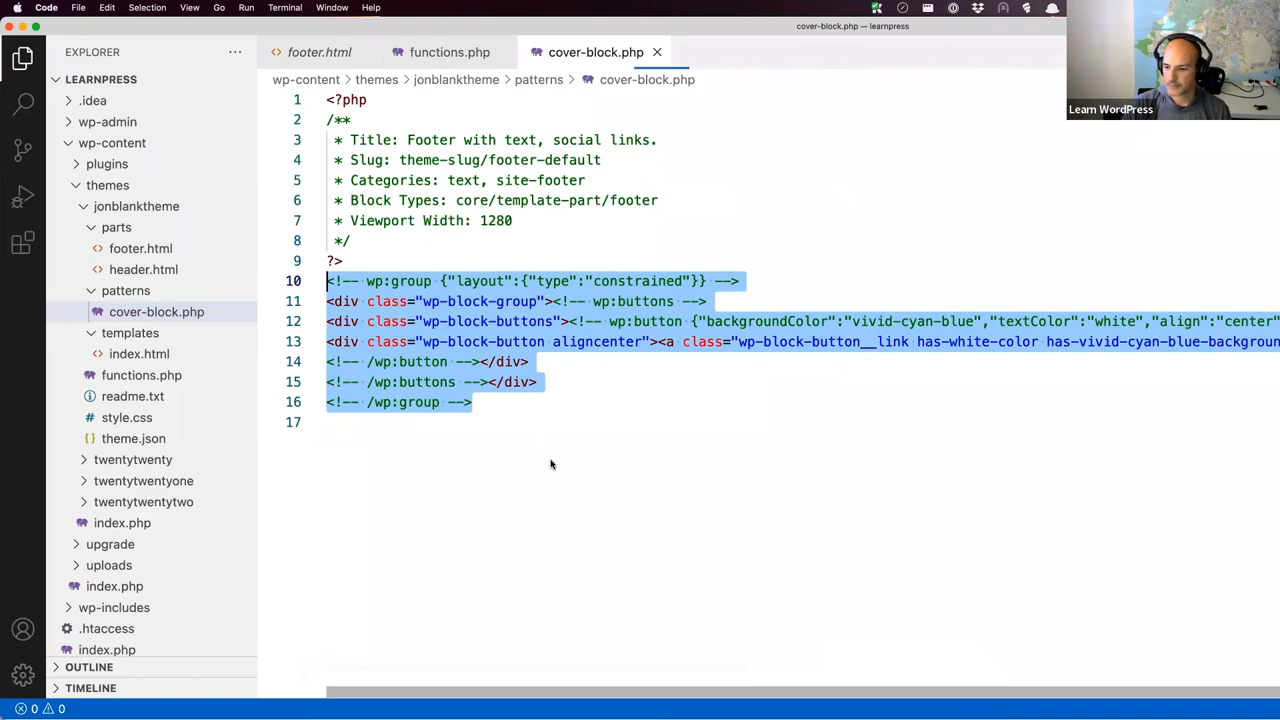 Code File Edit Selection View Go Run Terminal Window Help
cover-block.php — learnpress
EXPLORER
footer.html functions.php cover-block.php
LEARNPRESS
wp-content > themes > jonblanktheme > patterns > cover-block.php
.idea
wp-admin
wp-content
plugins
themes
jonblanktheme
parts
footer.html
header.html
patterns
cover-block.php
templates
index.html
functions.php
readme.txt
style.css
theme.json
twentytwenty
twentytwentyone
twentytwentytwo
index.php
upgrade
uploads
index.php
wp-includes
.htaccess
index.php
OUTLINE
TIMELINE
1 <?php
2 /**
3 * Title: Footer with text, social links.
4 * Slug: theme-slug/footer-default
5 * Categories: text, site-footer
6 * Block Types: core/template-part/footer
7 * Viewport Width: 1280
8 */
9 ?>
10 <!-- wp:group {"layout":{"type":"constrained"}} -->
11 <div class="wp-block-group"><!-- wp:buttons -->
12 <div class="wp-block-buttons"><!-- wp:button {"backgroundColor":"vivid-cyan-blue","textColor":"white","align":"center"
13 <div class="wp-block-button aligncenter"><a class="wp-block-button__link has-white-color has-vivid-cyan-blue-backgroun
14 <!-- /wp:button --></div>
15 <!-- /wp:buttons --></div>
16 <!-- /wp:group -->
17
Learn WordPress
0 0